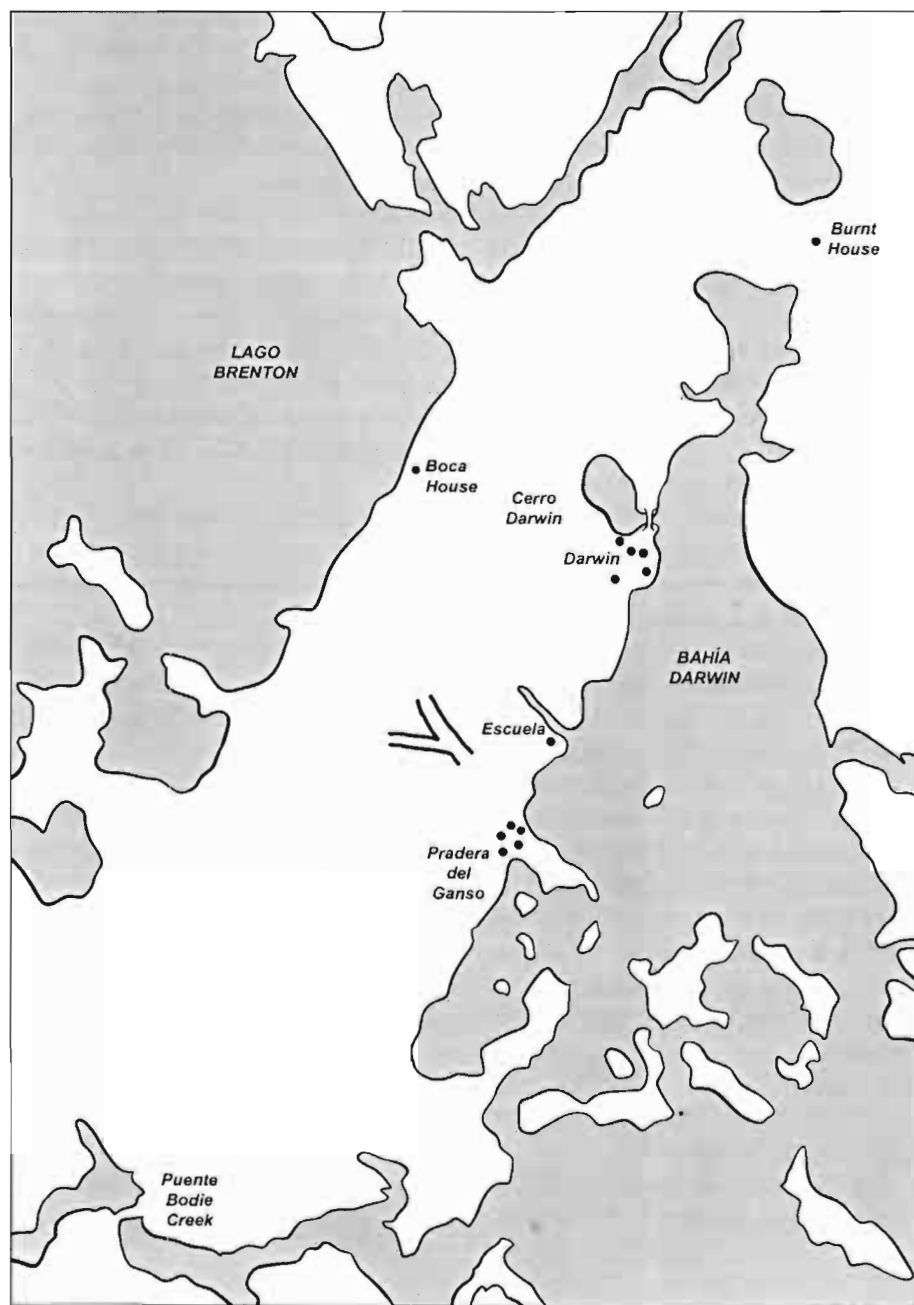 Burnt
House
LAGO
BRENTON
Boca
House
Cerro
Darwin
Darwin
BAHÍA
DARWIN
Escuela
Pradera
del
Ganso
Puente
Bodie
Creek